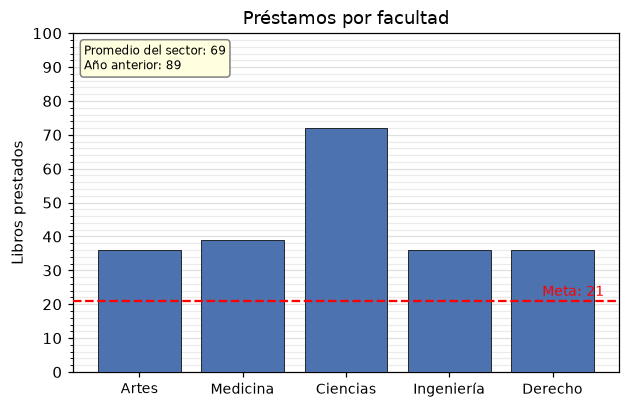 Préstamos por facultad
Libros prestados
100
90
80
70
60
50
40
30
20
10
0
Promedio del sector: 69
Año anterior: 89
Meta: 21
Artes
Medicina
Ciencias
Ingeniería
Derecho